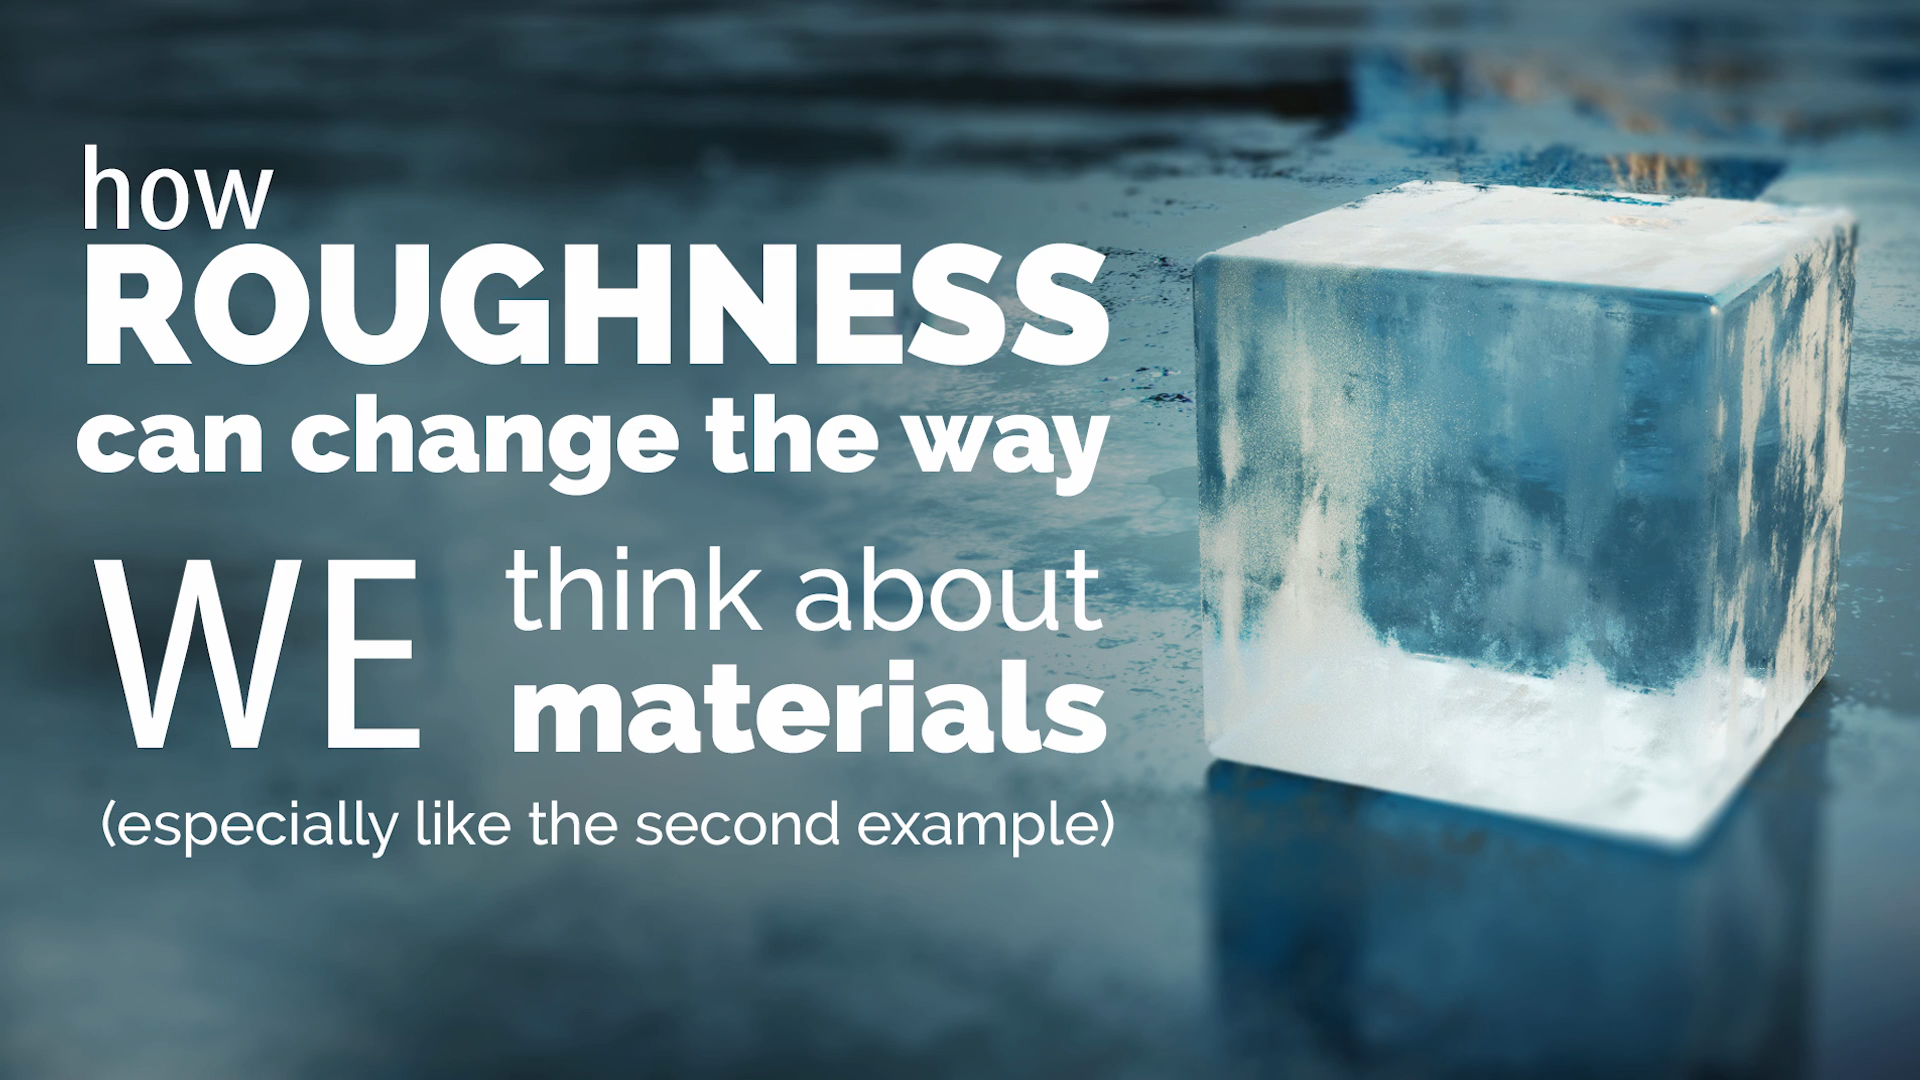 how
ROUGHNESS
can change the way
WE think about
materials
(especially like the second example)